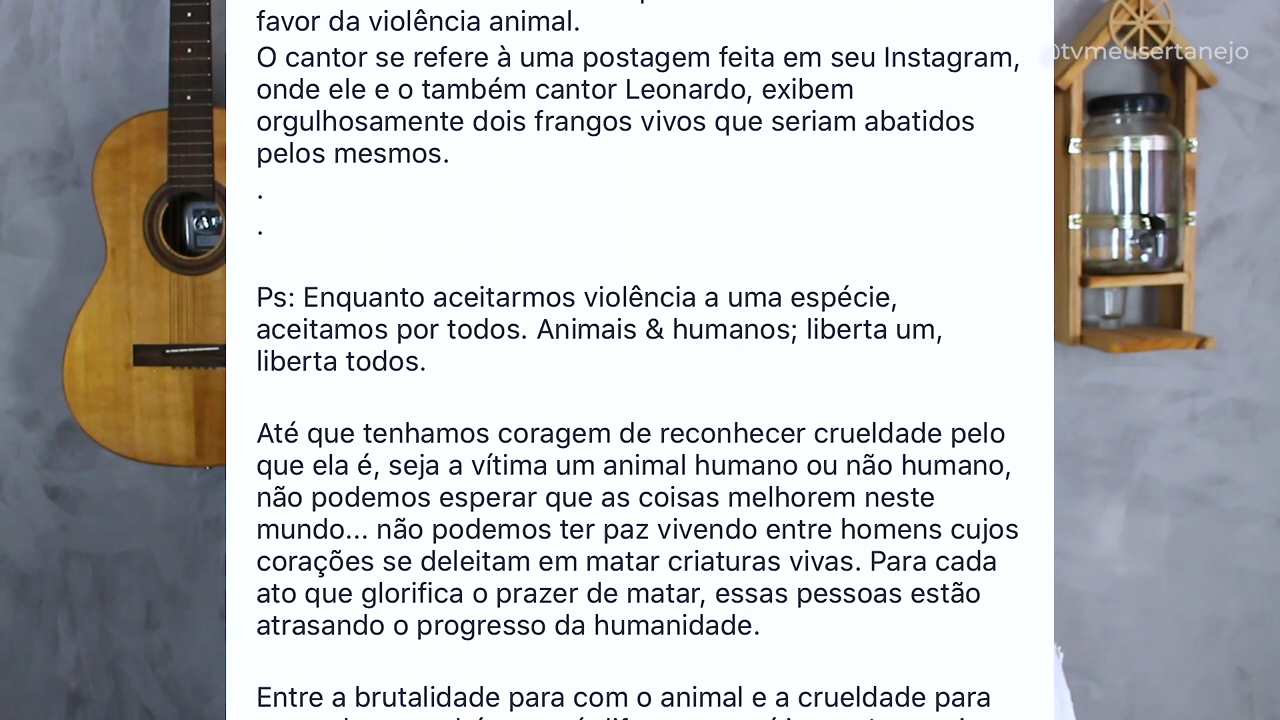 favor da violência animal.
O cantor se refere à uma postagem feita em seu Instagram,
onde ele e o também cantor Leonardo, exibem
orgulhosamente dois frangos vivos que seriam abatidos
pelos mesmos.
.
.
Ps: Enquanto aceitarmos violência a uma espécie,
aceitamos por todos. Animais & humanos; liberta um,
liberta todos.
Até que tenhamos coragem de reconhecer crueldade pelo
que ela é, seja a vítima um animal humano ou não humano,
não podemos esperar que as coisas melhorem neste
mundo... não podemos ter paz vivendo entre homens cujos
corações se deleitam em matar criaturas vivas. Para cada
ato que glorifica o prazer de matar, essas pessoas estão
atrasando o progresso da humanidade.
Entre a brutalidade para com o animal e a crueldade para
@tvmeusertanejo